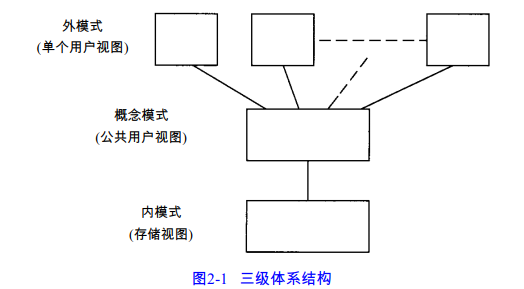 外模式
(单个用户视图)
概念模式
(公共用户视图)
内模式
(存储视图)
图2-1 三级体系结构